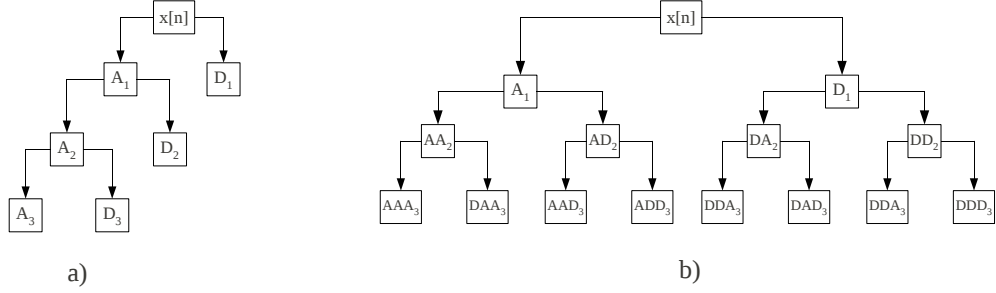 x[n]
A1
D1
A2
D2
A3
D3
a)
x[n]
A1
D1
AA2
AD2
DA2
DD2
AAA3
DAA3
AAD3
ADD3
DDA3
DAD3
DDA3
DDD3
b)